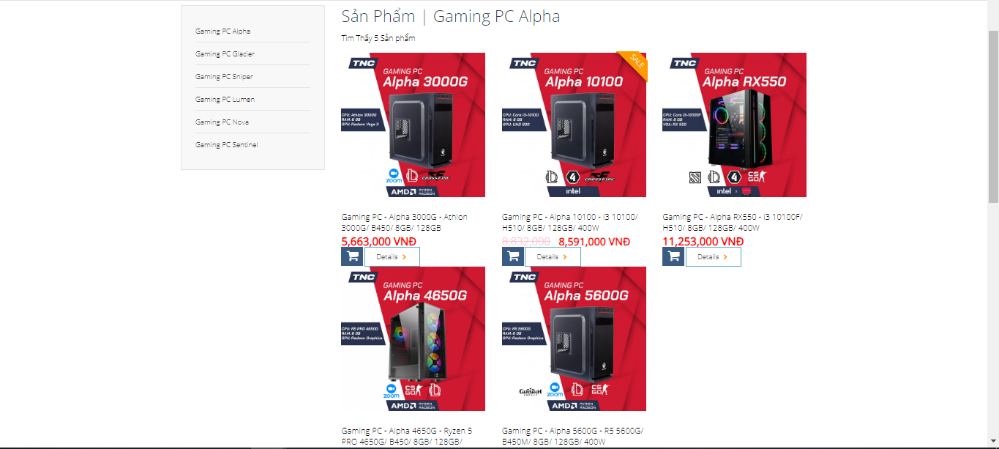 Gaming PC Alpha
Gaming PC Glacier
Gaming PC Sniper
Gaming PC Lumen
Gaming PC Nova
Gaming PC Sentinel
Sản Phẩm | Gaming PC Alpha
Tìm Thấy 5 Sản phẩm
TNC
GAMING PC
Alpha 3000G
CPU: Athlon 3000G
RAM: 8 GB
GPU: Radeon Vega 3
zoom
CROSSFIRE
AMD RYZEN
RADEON
Gaming PC - Alpha 3000G - Athlon
3000G/ B450/ 8GB/ 128GB
5,663,000 VNĐ
Details
SALE
TNC
GAMING PC
Alpha 10100
CPU: Core i3-10100
RAM: 8 GB
GPU: UHD 630
4
CROSSFIRE
intel
Gaming PC - Alpha 10100 - i3 10100/
H510/ 8GB/ 128GB/ 400W
8,832,000 8,591,000 VNĐ
Details
TNC
GAMING PC
Alpha RX550
CPU: Core i3-10105F
RAM: 8 GB
VGA: RX 550
4
CS
GO
intel
Gaming PC - Alpha RX550 - i3 10100F/
H510/ 8GB/ 128GB/ 400W
11,253,000 VNĐ
Details
TNC
GAMING PC
Alpha 4650G
CPU: R5 PRO 4650G
RAM: 8 GB
GPU: Radeon Graphics
zoom
CS
GO
AMD RYZEN
RADEON
Gaming PC - Alpha 4650G - Ryzen 5
PRO 4650G/ B450/ 8GB/ 128GB/
TNC
GAMING PC
Alpha 5600G
CPU: R5 5600G
RAM: 8 GB
GPU: Radeon Graphics
GENSHIN
IMPACT
zoom
CS
GO
AMD RYZEN
RADEON
Gaming PC - Alpha 5600G - R5 5600G/
B450M/ 8GB/ 128GB/ 400W